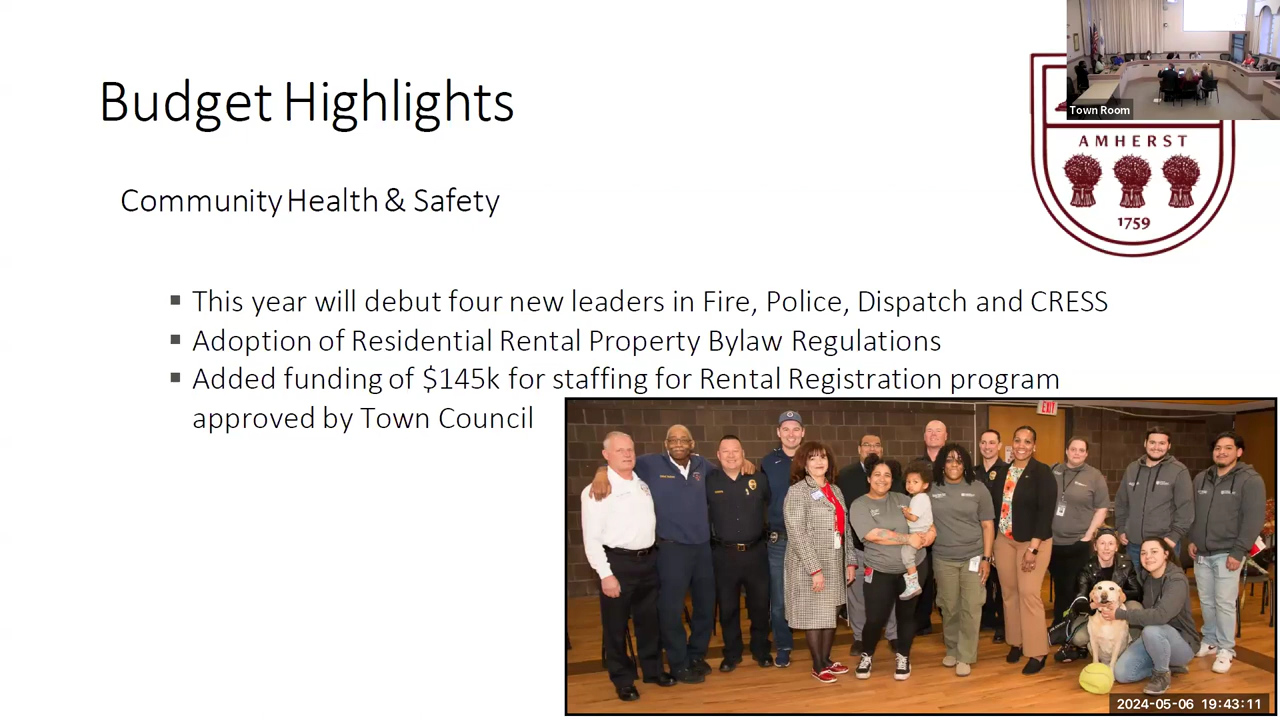 Budget Highlights
Town Room
AMHERST
1759
Community Health & Safety
▪ This year will debut four new leaders in Fire, Police, Dispatch and CRESS
▪ Adoption of Residential Rental Property Bylaw Regulations
▪ Added funding of $145k for staffing for Rental Registration program
approved by Town Council
EXIT
2024-05-06 19:43:11